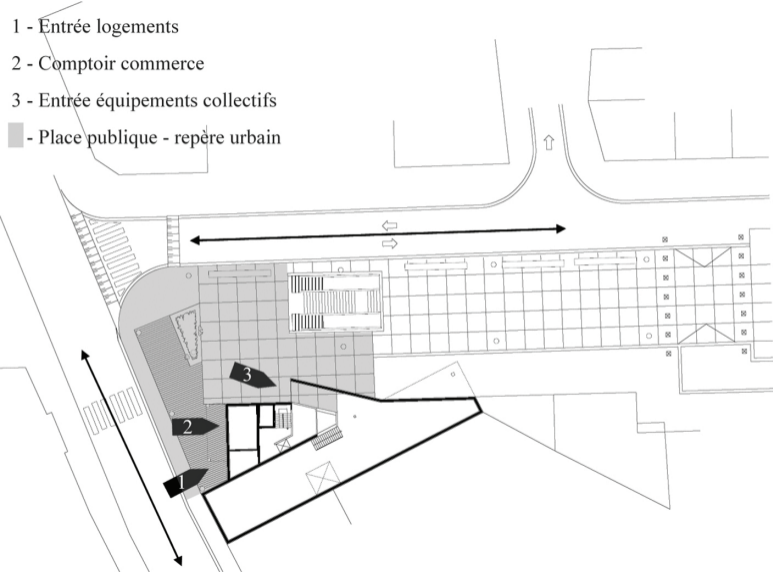 1 - Entrée logements
2 - Comptoir commerce
3 - Entrée équipements collectifs
- Place publique - repère urbain
3
2
1